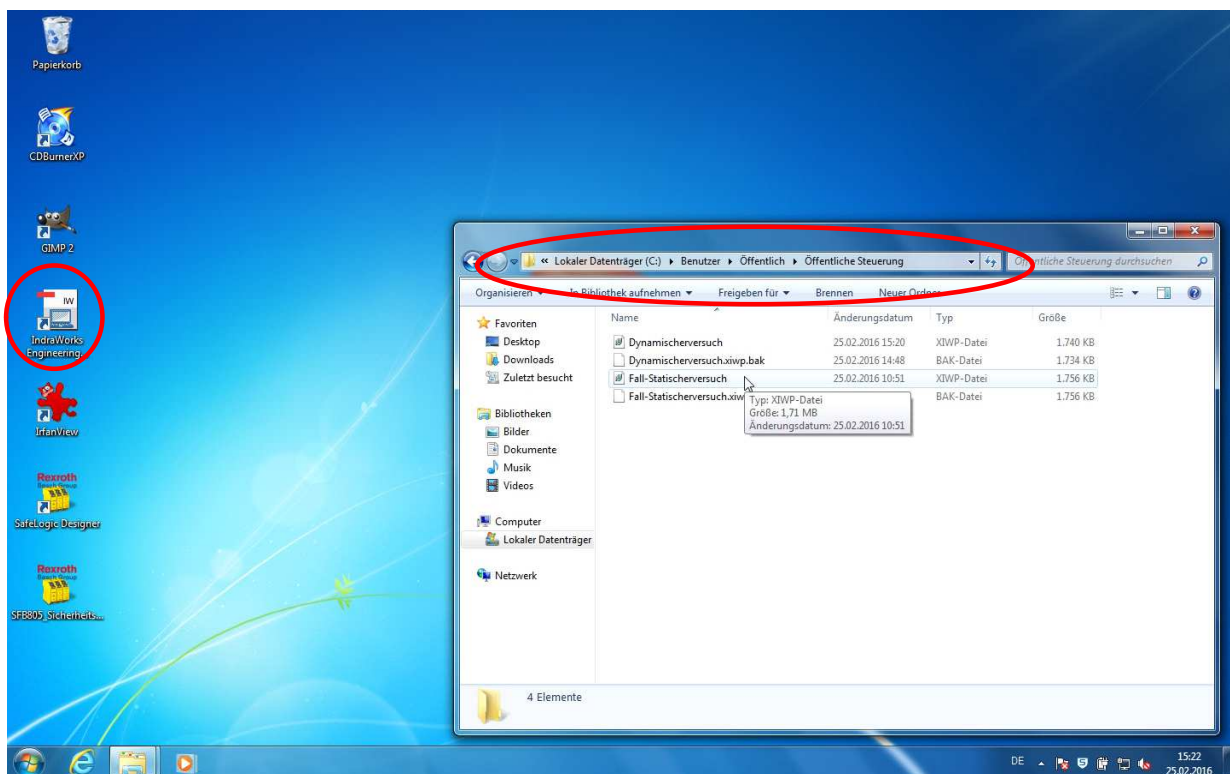 Papierkorb
CDBurnerXP
GIMP 2
IW
IndraWorks
Engineering...
IrfanView
Rexroth
Bosch Group
SafeLogic Designer
Rexroth
Bosch Group
SFB805_Sicherheits...
« Lokaler Datenträger (C:) Benutzer Öffentlich Öffentliche Steuerung
Öffentliche Steuerung durchsuchen
Organisieren In Bibliothek aufnehmen Freigeben für Brennen Neuer Ordner
Favoriten
Desktop
Downloads
Zuletzt besucht
Bibliotheken
Bilder
Dokumente
Musik
Videos
Computer
Lokaler Datenträger
Netzwerk
Name Änderungsdatum Typ Größe
Dynamischerversuch 25.02.2016 15:20 XIWP-Datei 1.740 KB
Dynamischerversuch.xiwp.bak 25.02.2016 14:48 BAK-Datei 1.734 KB
Fall-Statischerversuch 25.02.2016 10:51 XIWP-Datei 1.756 KB
Fall-Statischerversuch.xiw BAK-Datei 1.756 KB
Typ: XIWP-Datei
Größe: 1,71 MB
Änderungsdatum: 25.02.2016 10:51
4 Elemente
DE
15:22
25.02.2016